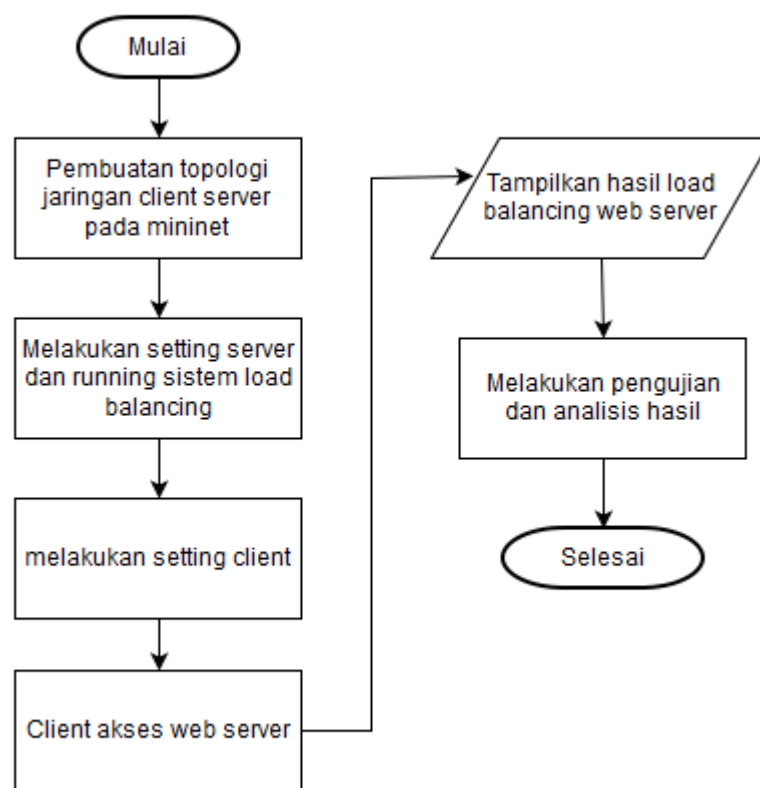 Mulai
Pembuatan topologi
jaringan client server
pada mininet
Melakukan setting server
dan running sistem load
balancing
melakukan setting client
Client akses web server
Tampilkan hasil load
balancing web server
Melakukan pengujian
dan analisis hasil
Selesai